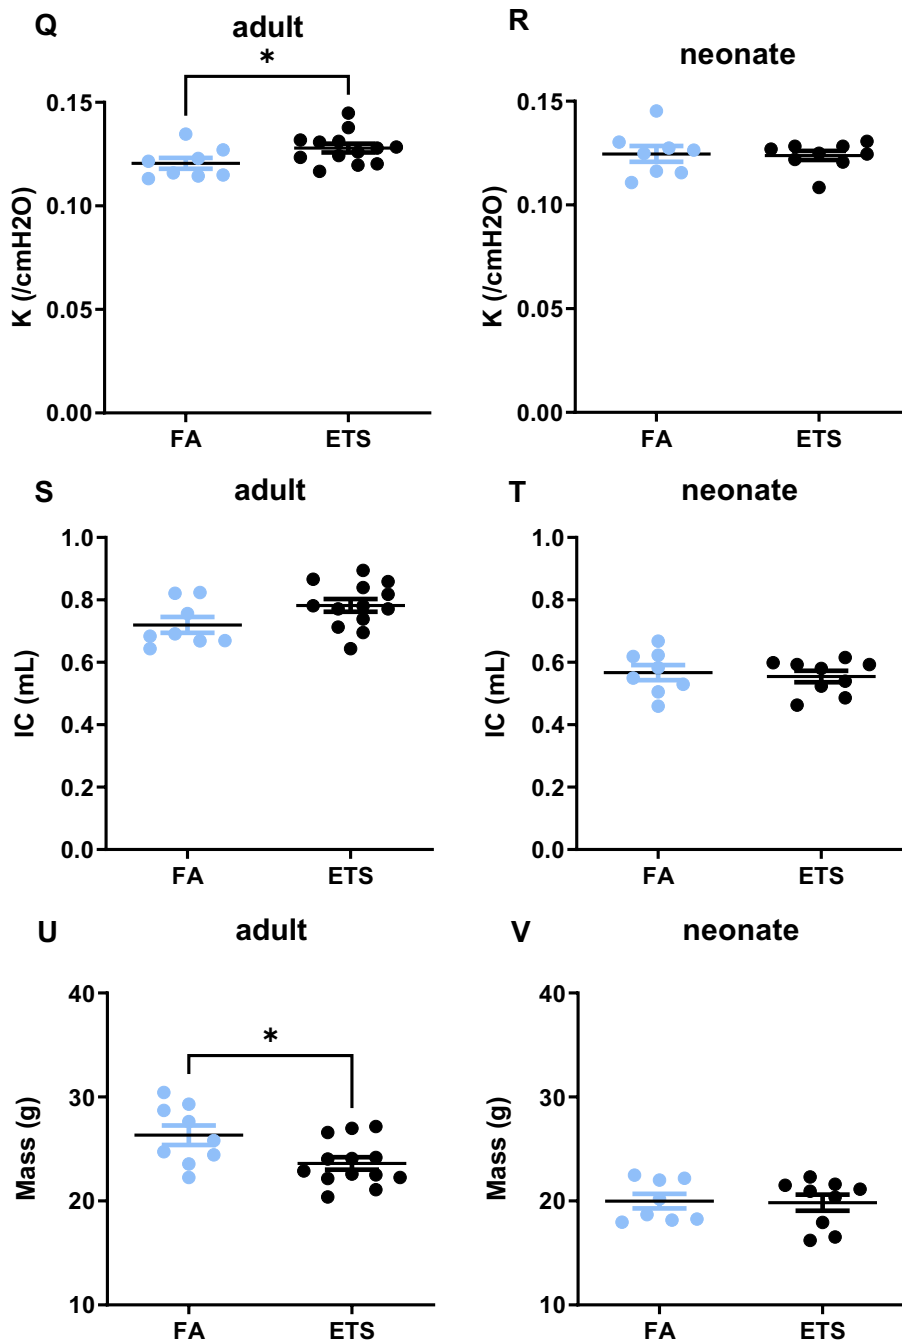 Q
adult
*
K (/cmH2O)
0.15
0.10
0.05
0.00
FA ETS
R
neonate
K (/cmH2O)
0.15
0.10
0.05
0.00
FA ETS
S
adult
IC (mL)
1.0
0.8
0.6
0.4
0.2
0.0
FA ETS
T
neonate
IC (mL)
1.0
0.8
0.6
0.4
0.2
0.0
FA ETS
U
adult
*
Mass (g)
40
30
20
10
FA ETS
V
neonate
Mass (g)
40
30
20
10
FA ETS